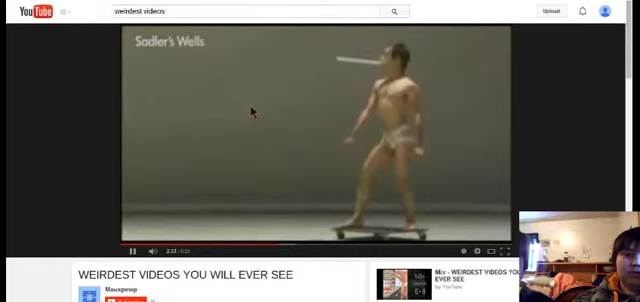 YouTube
weirdest videos
Upload
Sadler's Wells
WEIRDEST VIDEOS YOU WILL EVER SEE
Mauxpewp
Mix - WEIRDEST VIDEOS YOU
EVER SEE
by YouTube
50+